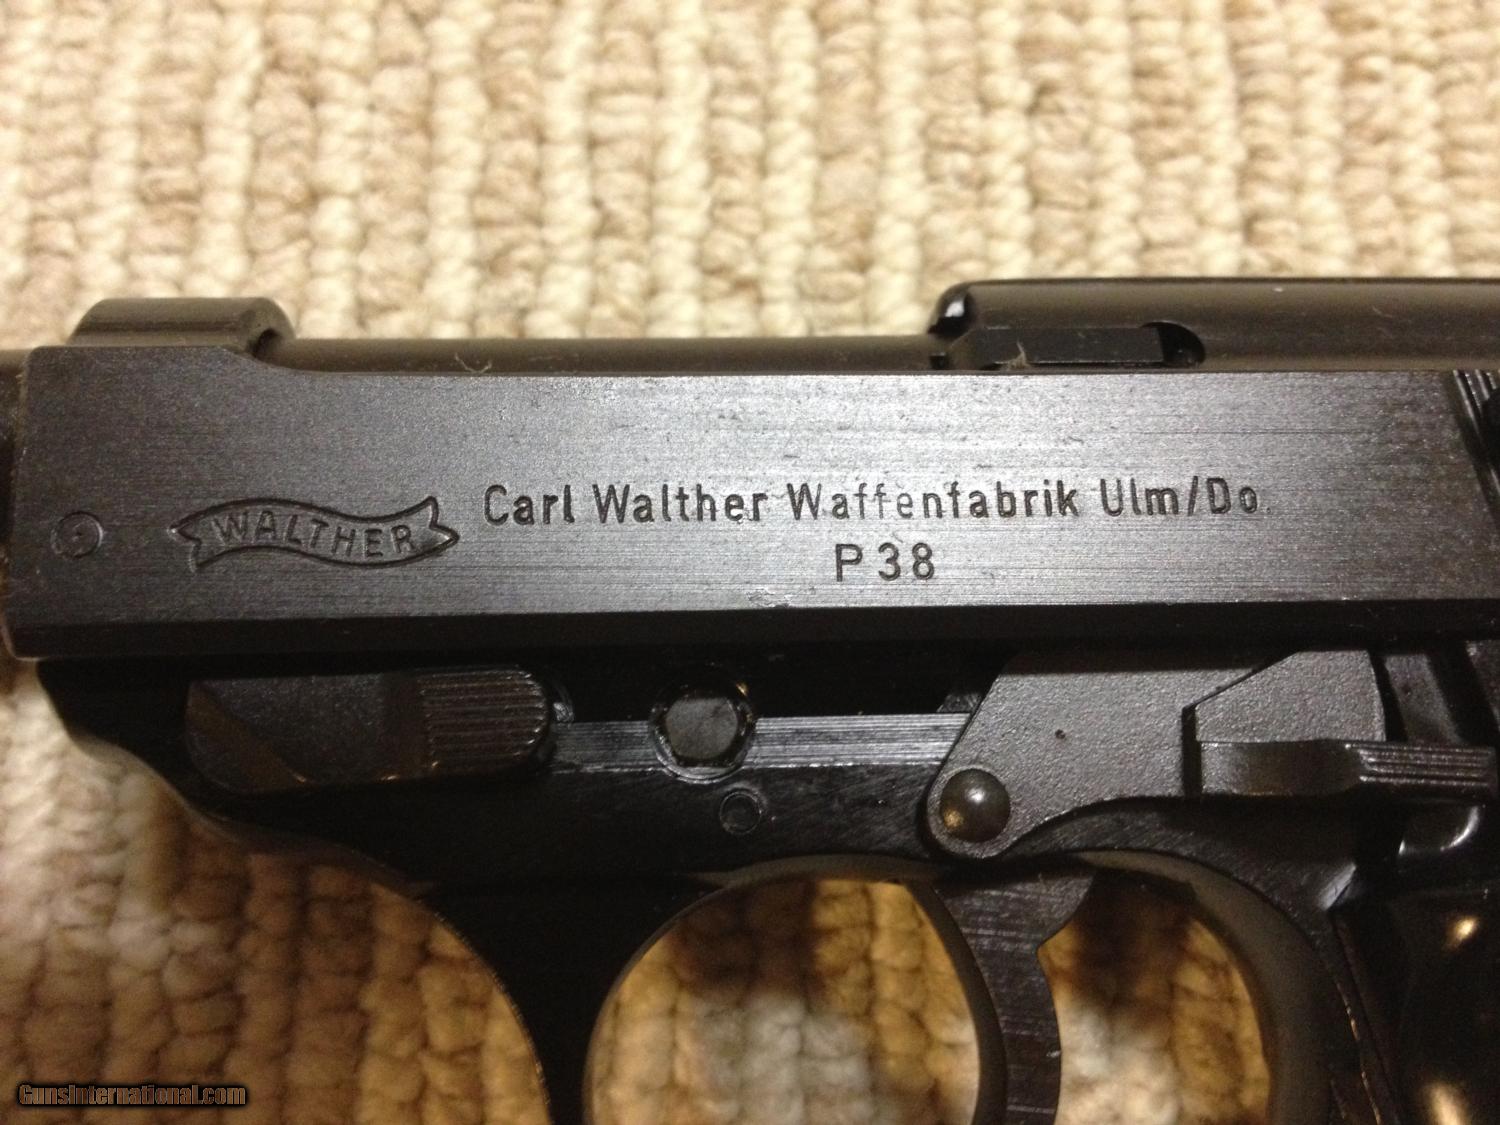 WALTHER
Carl Walther Waffenfabrik Ulm/Do.
P38
GunsInternational.com